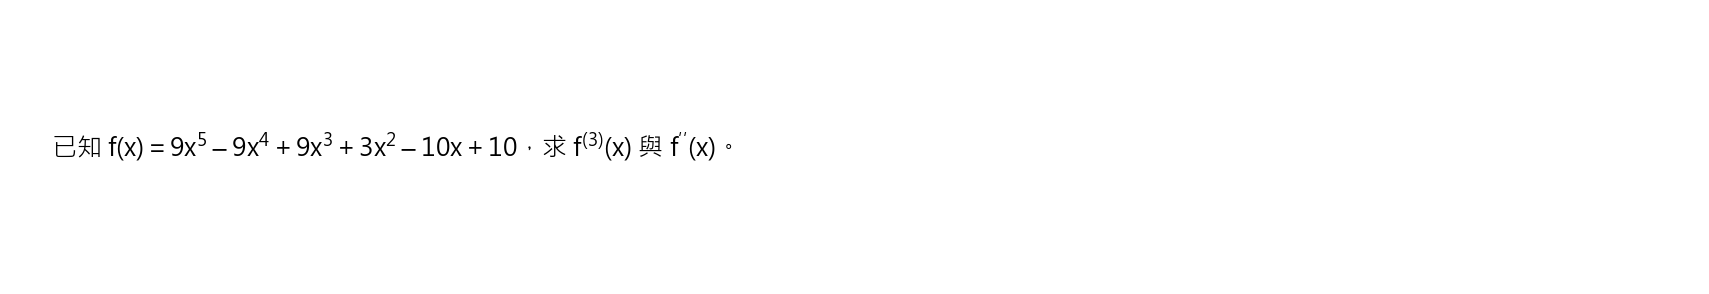 已知 f(x) = 9x⁵ – 9x⁴ + 9x³ + 3x² – 10x + 10，求 f⁽³⁾(x) 與 f′′(x)。